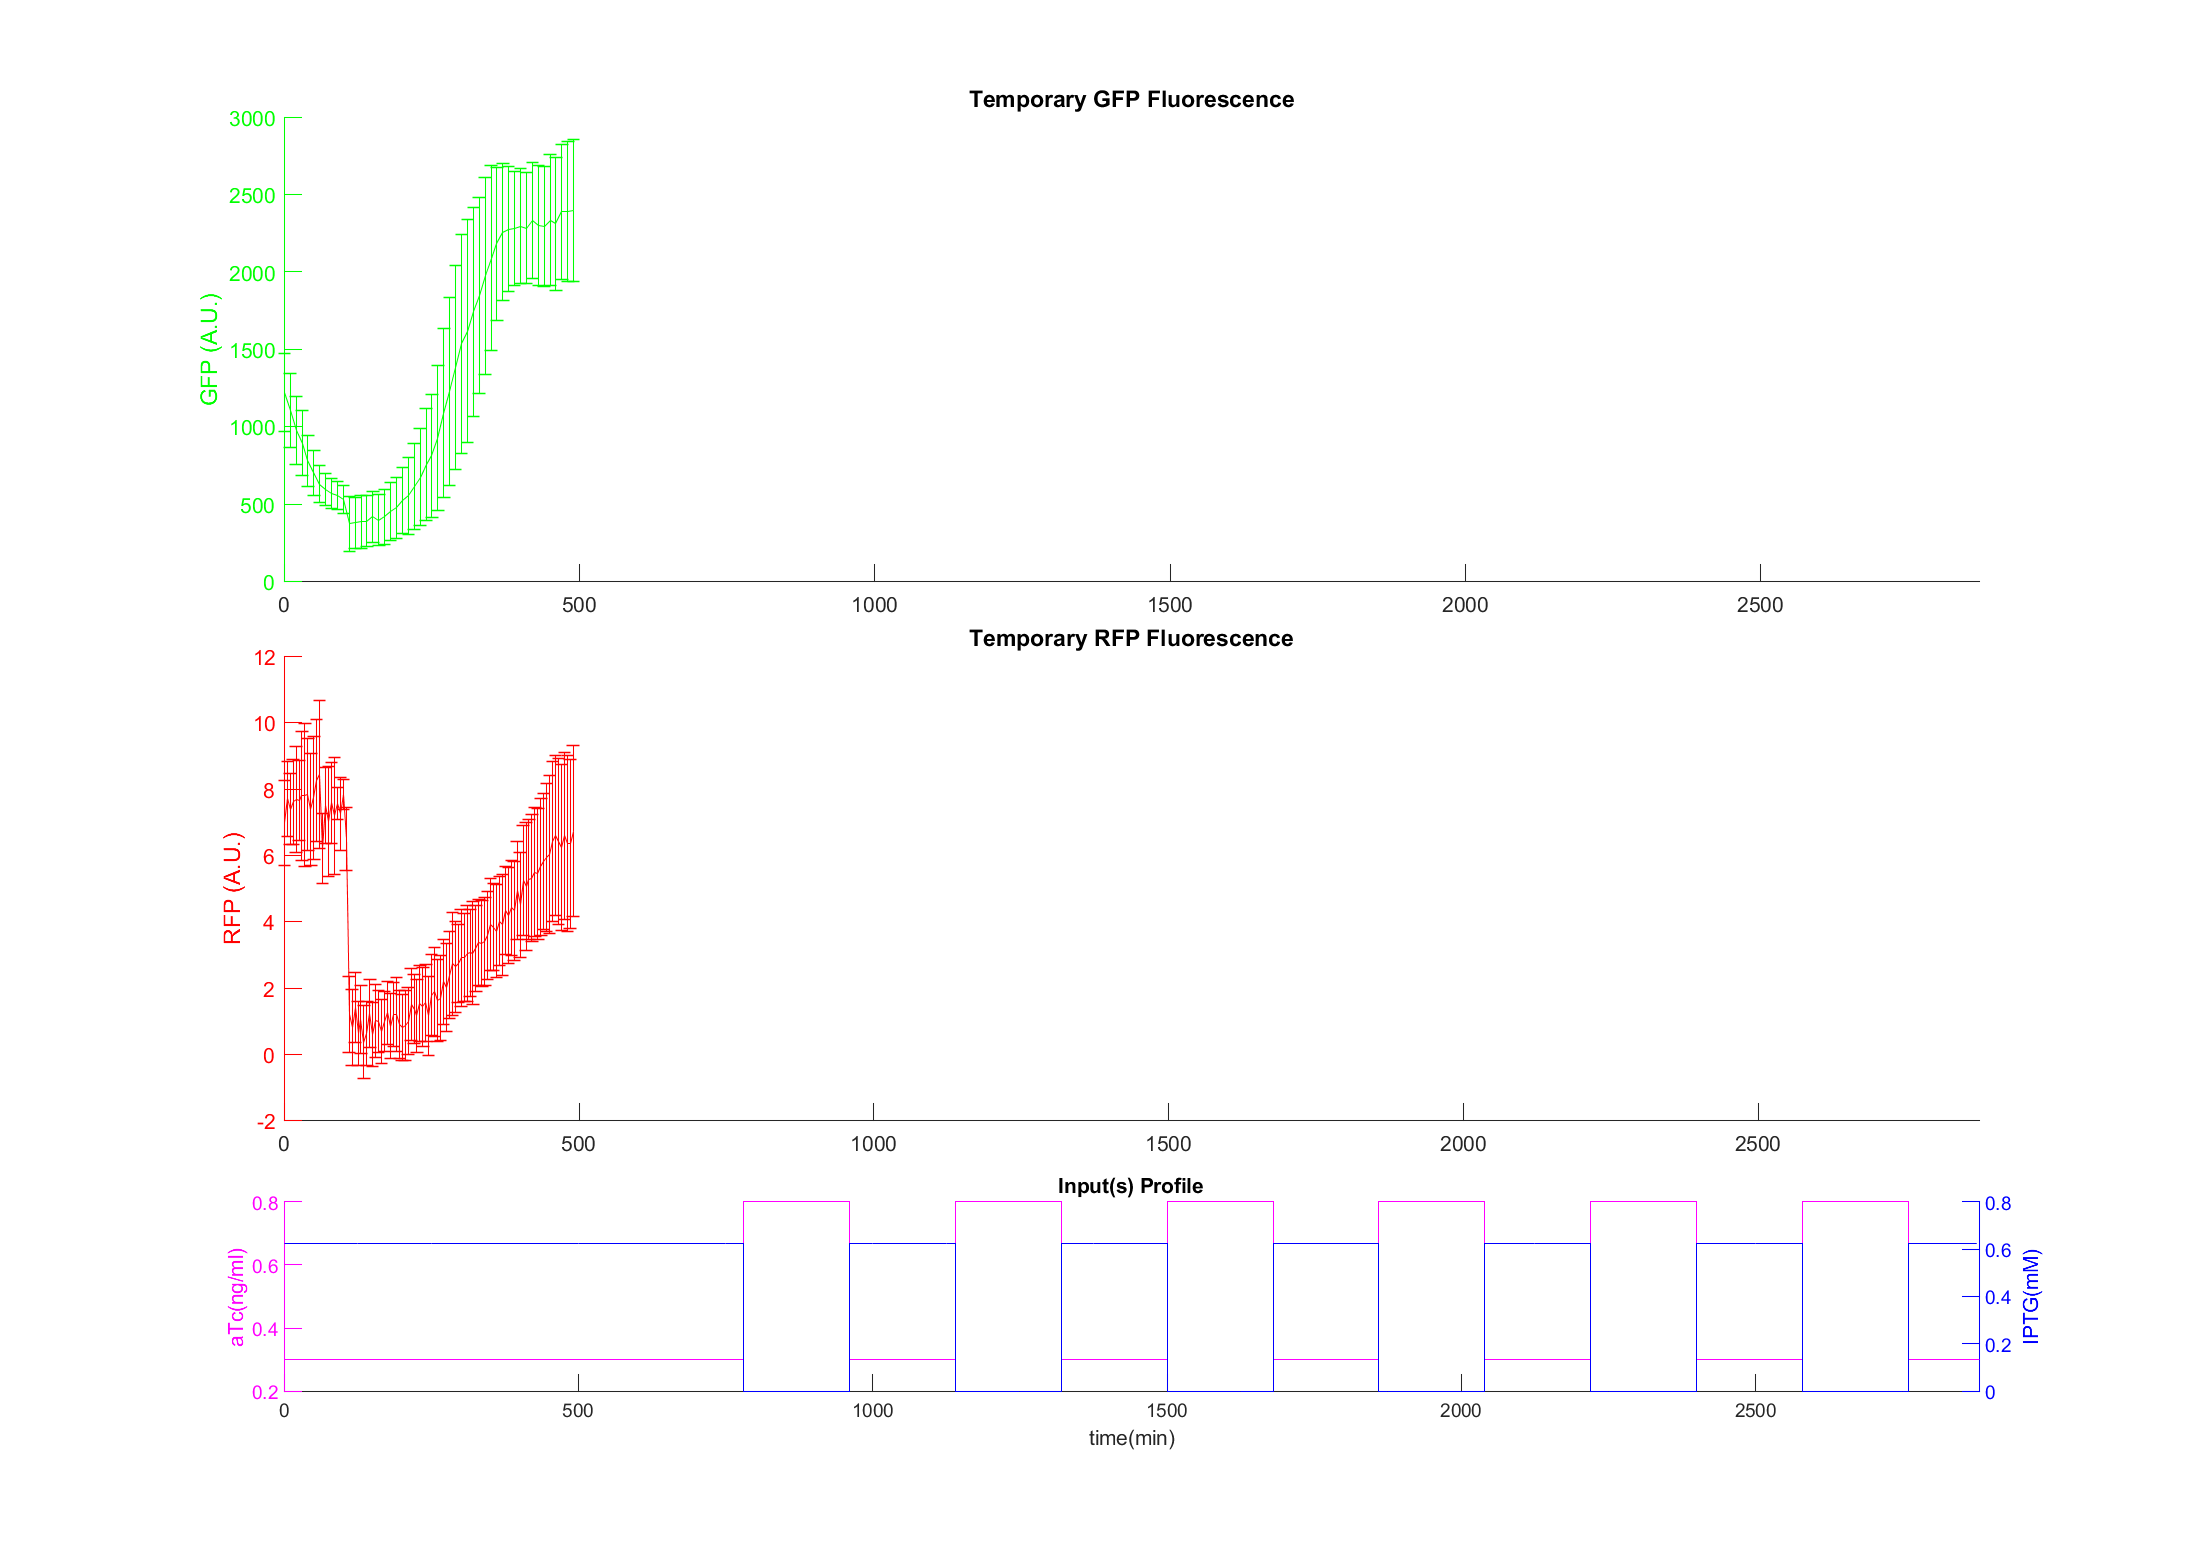 Temporary GFP Fluorescence
3000
2500
2000
1500
1000
500
0
GFP (A.U.)
0 500 1000 1500 2000 2500
Temporary RFP Fluorescence
12
10
8
6
4
2
0
-2
RFP (A.U.)
0 500 1000 1500 2000 2500
Input(s) Profile
0.8
0.6
0.4
0.2
aTc(ng/ml)
0.8
0.6
0.4
0.2
0
IPTG(mM)
0 500 1000 1500 2000 2500
time(min)